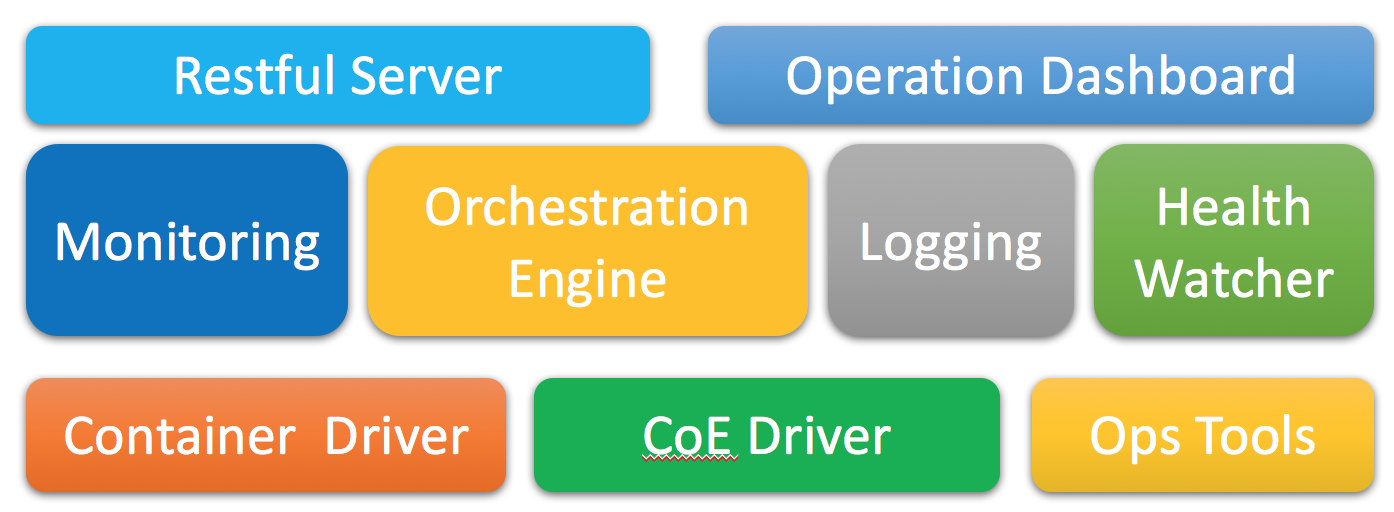 Restful Server
Operation Dashboard
Monitoring
Orchestration
Engine
Logging
Health
Watcher
Container  Driver
CoE Driver
Ops Tools